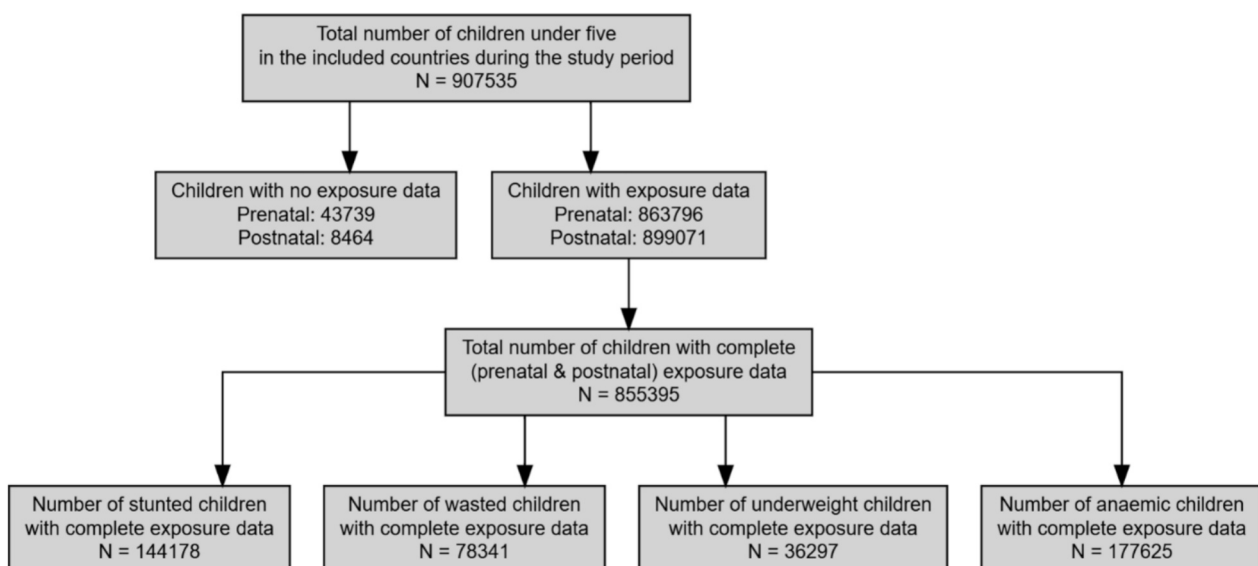 Total number of children under five
in the included countries during the study period
N = 907535
Children with no exposure data
Prenatal: 43739
Postnatal: 8464
Children with exposure data
Prenatal: 863796
Postnatal: 899071
Total number of children with complete
(prenatal & postnatal) exposure data
N = 855395
Number of stunted children
with complete exposure data
N = 144178
Number of wasted children
with complete exposure data
N = 78341
Number of underweight children
with complete exposure data
N = 36297
Number of anaemic children
with complete exposure data
N = 177625